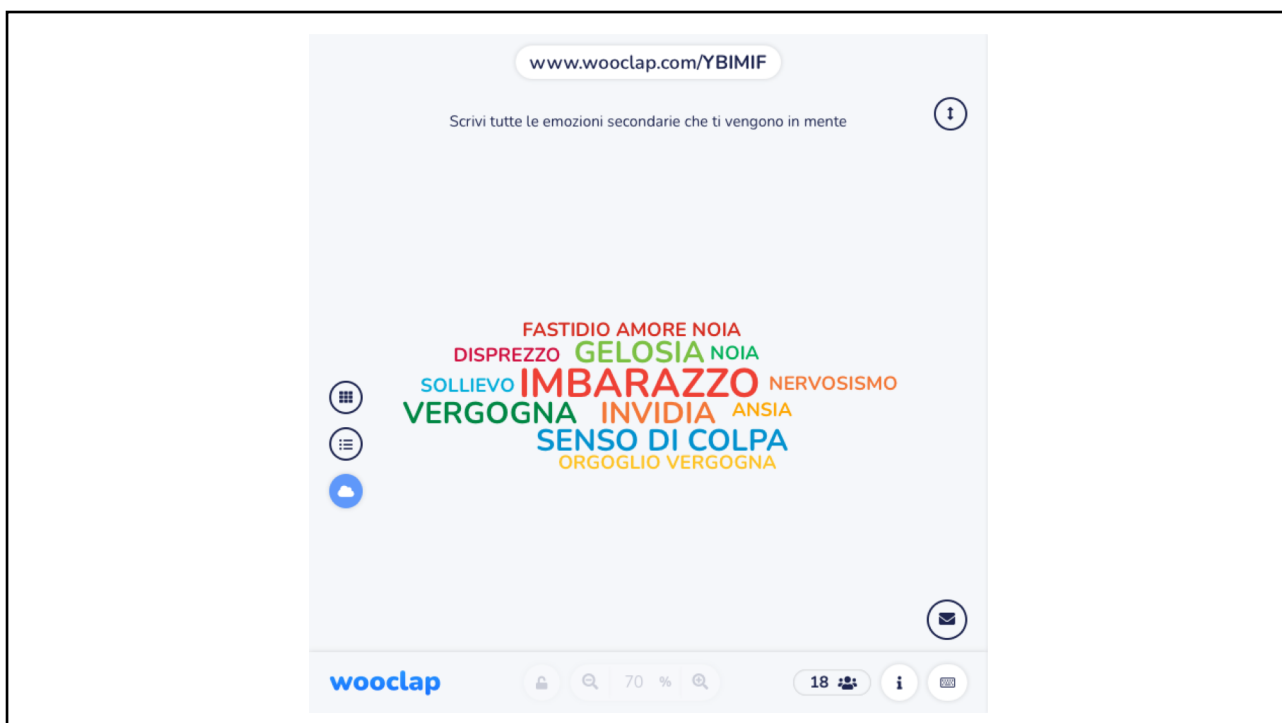 www.wooclap.com/YBIMIF
Scrivi tutte le emozioni secondarie che ti vengono in mente
FASTIDIO AMORE NOIA
DISPREZZO GELOSIA NOIA
SOLLIEVO IMBARAZZO NERVOSISMO
VERGOGNA INVIDIA ANSIA
SENSO DI COLPA
ORGOGLIO VERGOGNA
wooclap 70 % 18 i